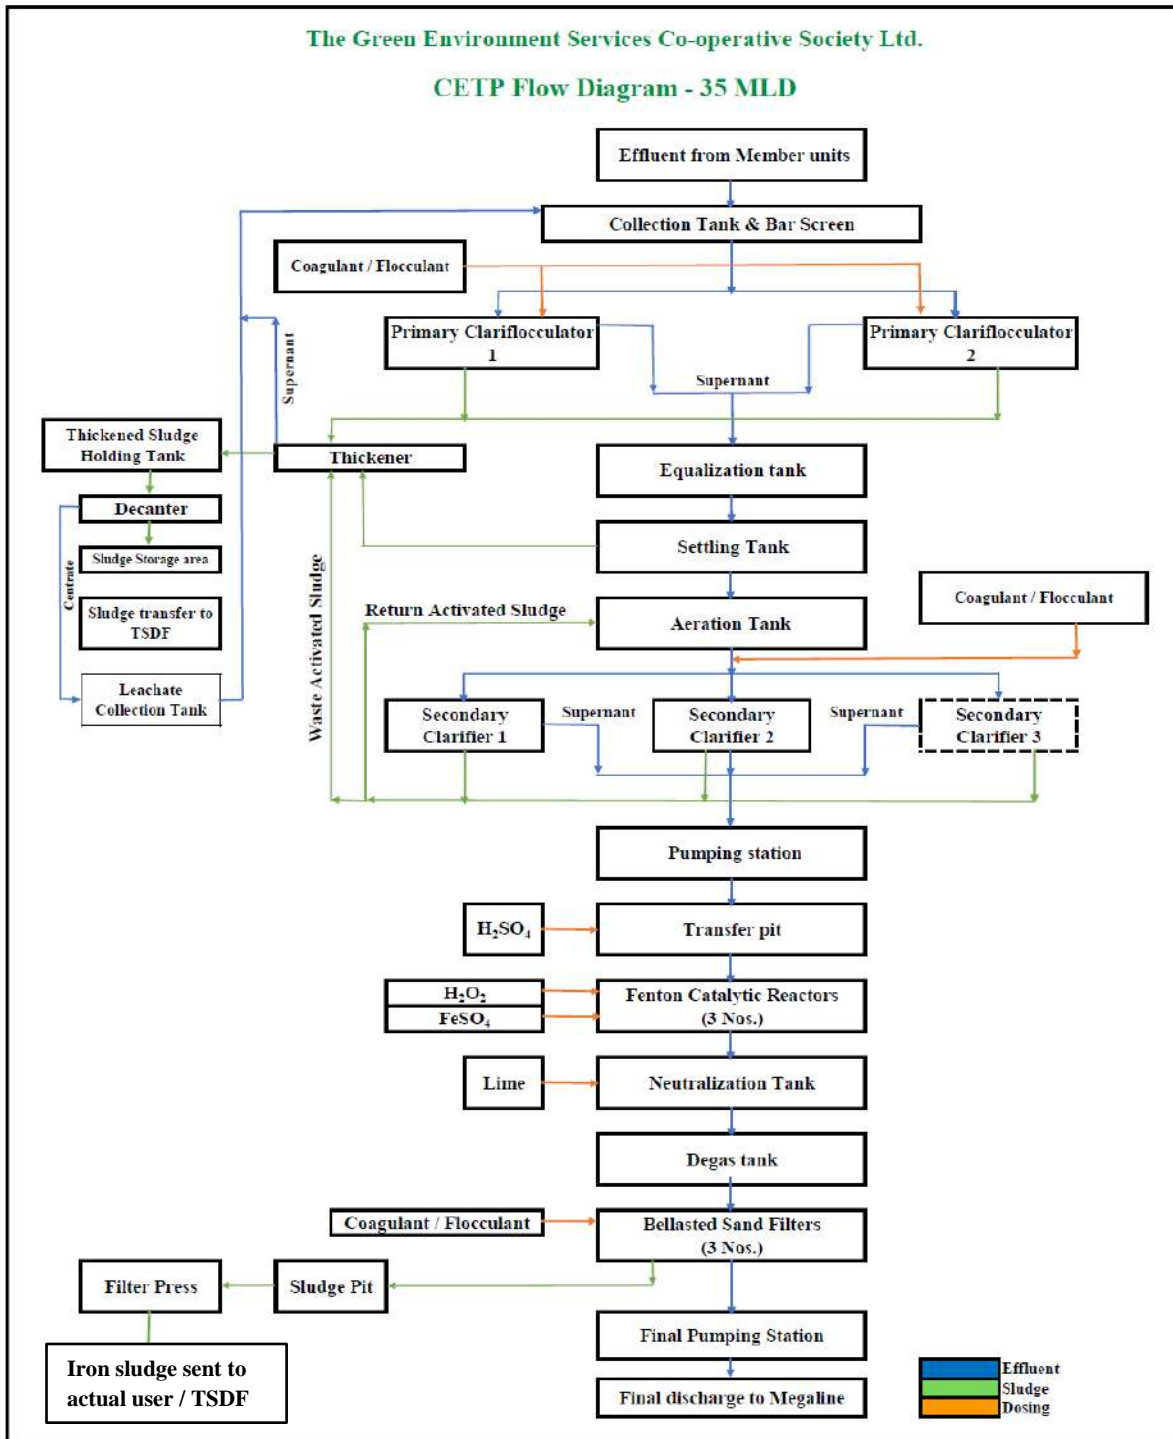 The Green Environment Services Co-operative Society Ltd.
CETP Flow Diagram - 35 MLD
Effluent from Member units
Collection Tank & Bar Screen
Coagulant / Flocculant
Primary Clariflocculator
1
Primary Clariflocculator
2
Supernant
Supernant
Thickened Sludge
Holding Tank
Thickener
Equalization tank
Decanter
Settling Tank
Sludge Storage area
Centrate
Sludge transfer to
TSDF
Waste Activated Sludge
Return Activated Sludge
Aeration Tank
Coagulant / Flocculant
Leachate
Collection Tank
Secondary
Clarifier 1
Supernant
Secondary
Clarifier 2
Supernant
Secondary
Clarifier 3
Pumping station
H₂SO₄
Transfer pit
H₂O₂
FeSO₄
Fenton Catalytic Reactors
(3 Nos.)
Lime
Neutralization Tank
Degas tank
Coagulant / Flocculant
Bellasted Sand Filters
(3 Nos.)
Filter Press
Sludge Pit
Final Pumping Station
Iron sludge sent to
actual user / TSDF
Final discharge to Megaline
Effluent
Sludge
Dosing